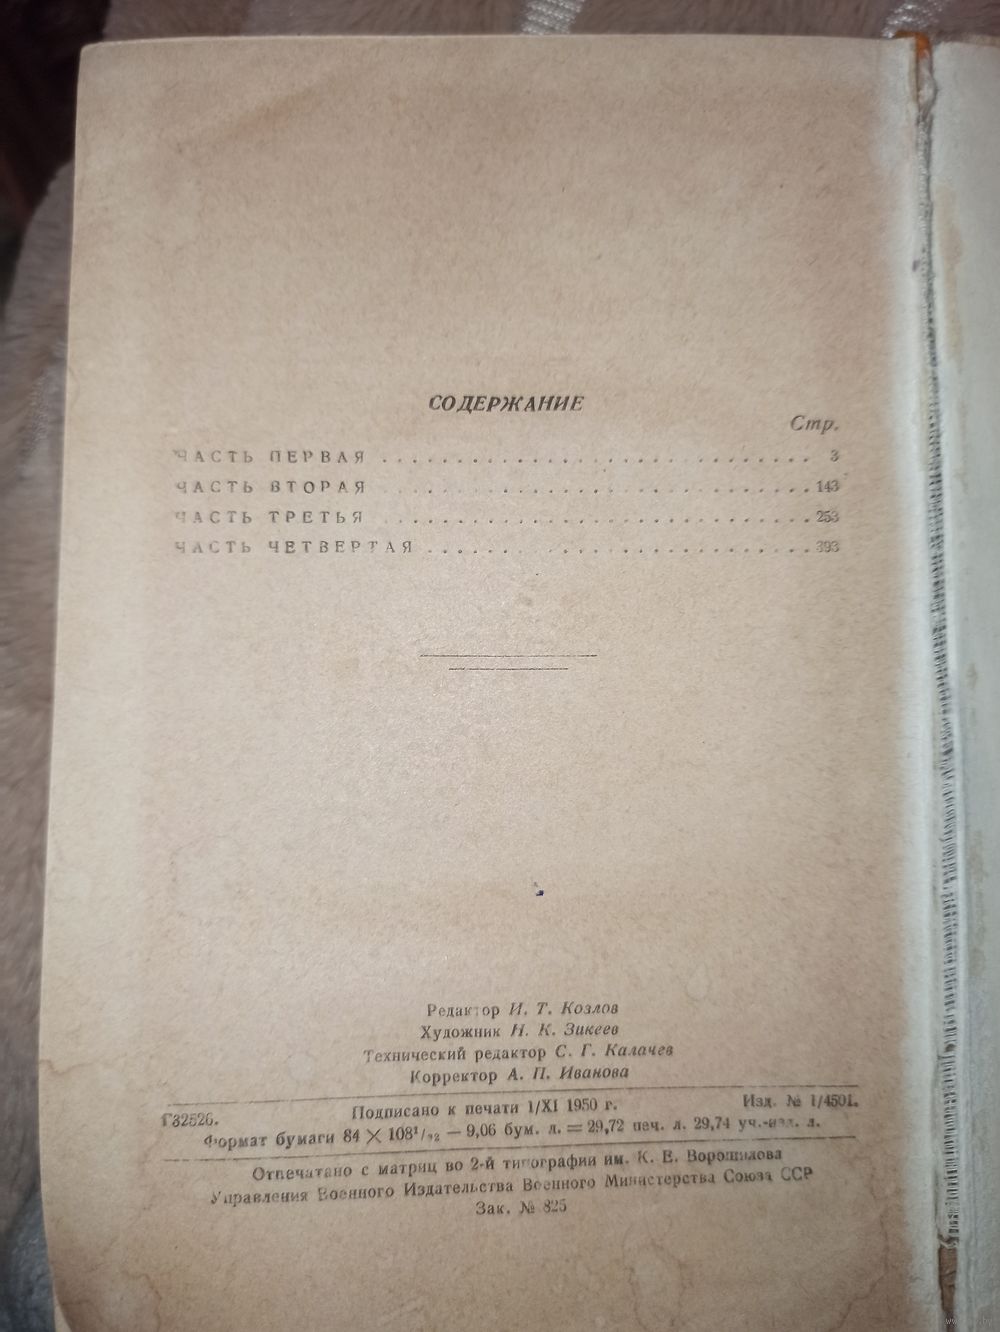 СОДЕРЖАНИЕ
Стр.
ЧАСТЬ ПЕРВАЯ . . . . . . . . . . . . . . . . . . . . . . . . . . . . 3
ЧАСТЬ ВТОРАЯ . . . . . . . . . . . . . . . . . . . . . . . . . . . . 143
ЧАСТЬ ТРЕТЬЯ . . . . . . . . . . . . . . . . . . . . . . . . . . . . 253
ЧАСТЬ ЧЕТВЕРТАЯ . . . . . . . . . . . . . . . . . . . . . . . . . 393
Редактор И. Т. Козлов
Художник Н. К. Зикеев
Технический редактор С. Г. Калачев
Корректор А. П. Иванова
Г32526. Подписано к печати 1/XI 1950 г. Изд. № 1/4501.
Формат бумаги 84 × 108¹/₃₂ — 9,06 бум. л. = 29,72 печ. л. 29,74 уч.-изд. л.
Отпечатано с матриц во 2-й типографии им. К. Е. Ворошилова
Управления Военного Издательства Военного Министерства Союза ССР
Зак. № 825